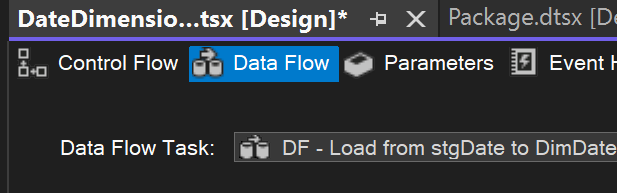 DateDimensio...tsx [Design]* Package.dtsx [De
Control Flow Data Flow Parameters Event H
Data Flow Task: DF - Load from stgDate to DimDate